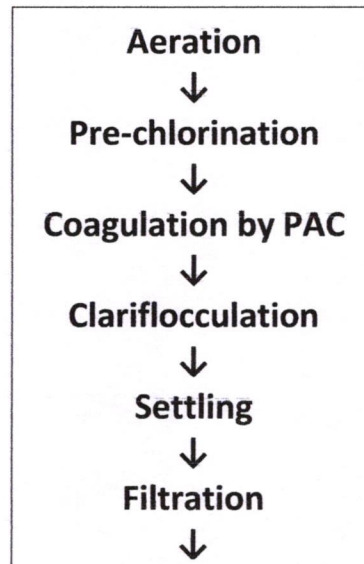 Aeration
↓
Pre-chlorination
↓
Coagulation by PAC
↓
Clariflocculation
↓
Settling
↓
Filtration
↓